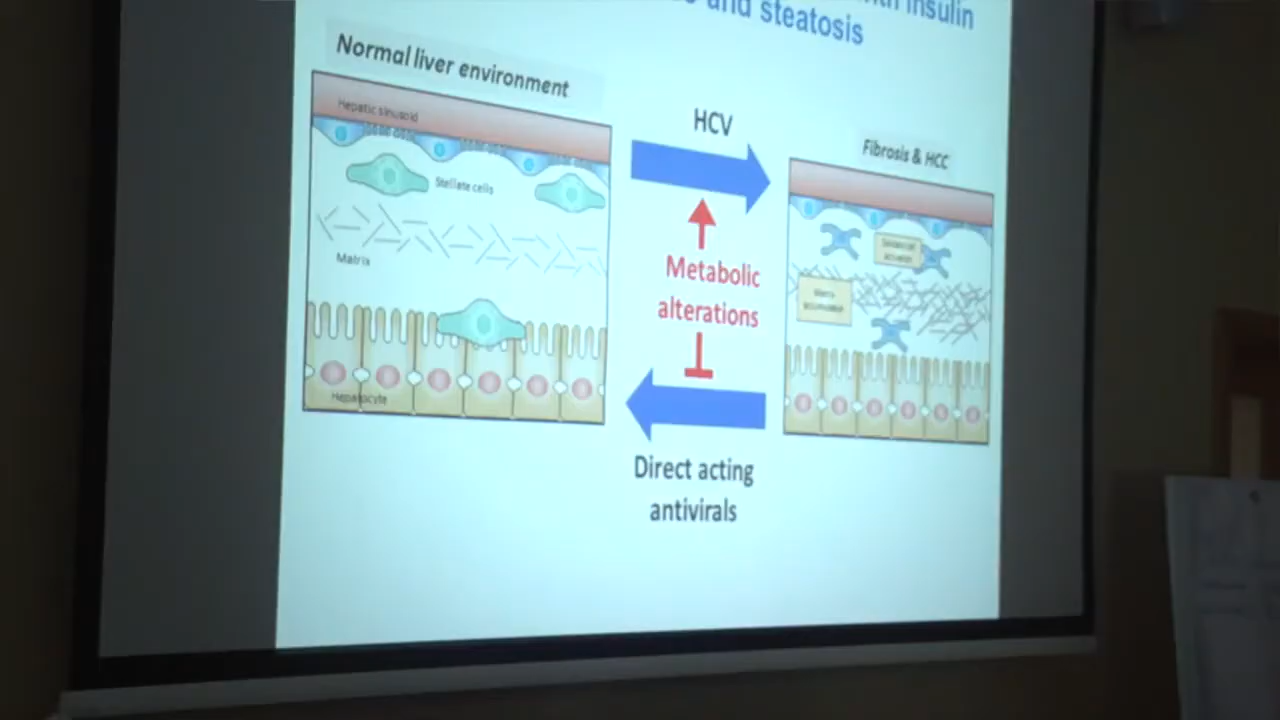 insulin
and steatosis
Normal liver environment
Hepatic sinusoid
Stellate cells
Matrix
Hepatocyte
HCV
Metabolic
alterations
Direct acting
antivirals
Fibrosis & HCC